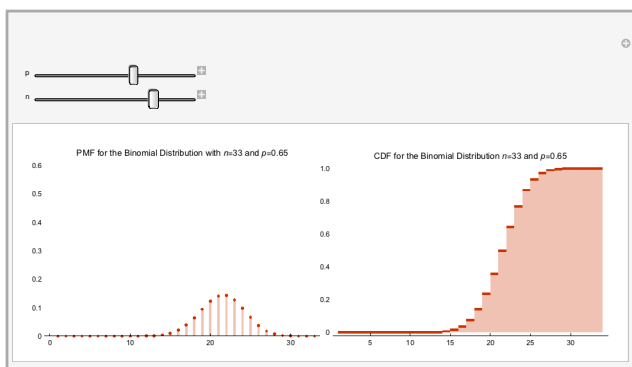 p
n
PMF for the Binomial Distribution with n=33 and p=0.65
0.6
0.5
0.4
0.3
0.2
0.1
0
0 10 20 30
CDF for the Binomial Distribution n=33 and p=0.65
1.0
0.8
0.6
0.4
0.2
0
5 10 15 20 25 30